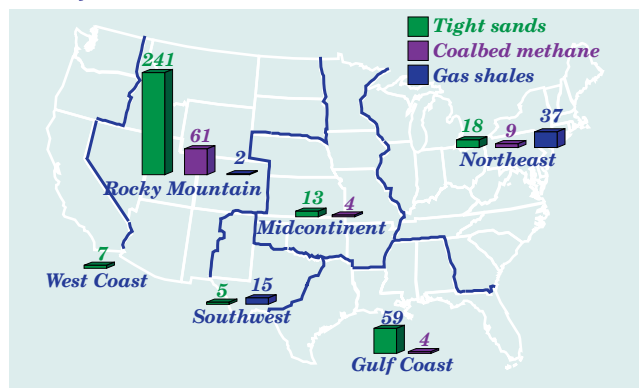 Tight sands
Coalbed methane
Gas shales
241
61
2
Rocky Mountain
18
9
37
Northeast
13
4
Midcontinent
7
West Coast
5
15
Southwest
59
4
Gulf Coast